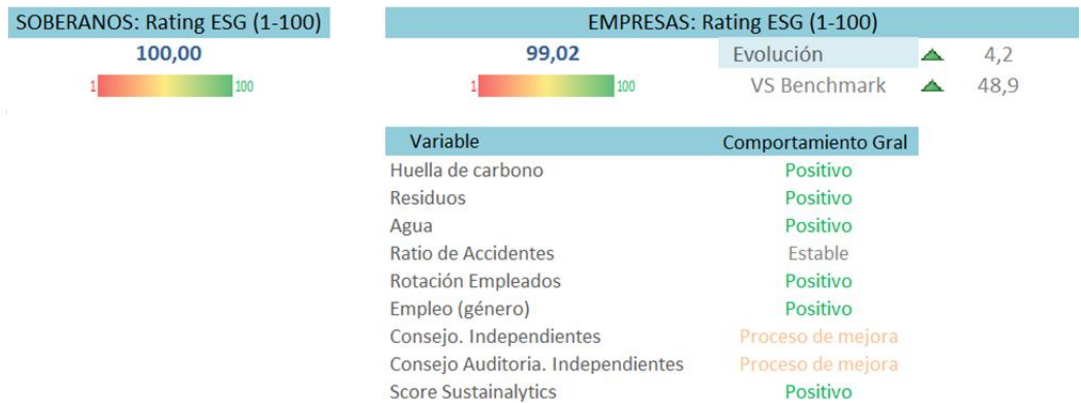 SOBERANOS: Rating ESG (1-100)
100,00
1 100
EMPRESAS: Rating ESG (1-100)
99,02 Evolución 4,2
1 100 VS Benchmark 48,9
Variable Comportamiento Gral
Huella de carbono Positivo
Residuos Positivo
Agua Positivo
Ratio de Accidentes Estable
Rotación Empleados Positivo
Empleo (género) Positivo
Consejo. Independientes Proceso de mejora
Consejo Auditoria. Independientes Proceso de mejora
Score Sustainalytics Positivo